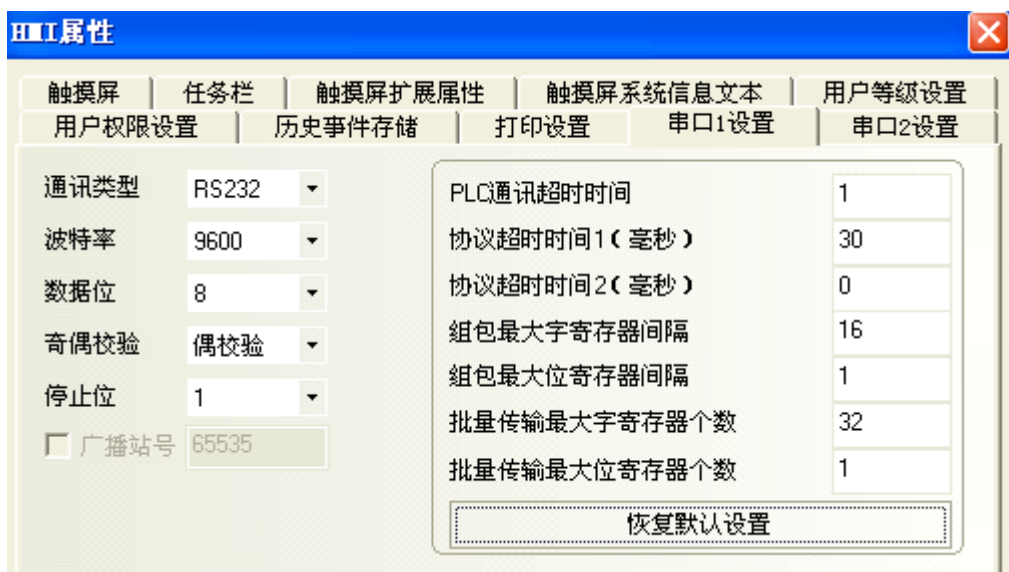 HMI属性
触摸屏
任务栏
触摸屏扩展属性
触摸屏系统信息文本
用户等级设置
用户权限设置
历史事件存储
打印设置
串口1设置
串口2设置
通讯类型
RS232
波特率
9600
数据位
8
奇偶校验
偶校验
停止位
1
广播站号
65535
PLC通讯超时时间
1
协议超时时间1(毫秒)
30
协议超时时间2(毫秒)
0
组包最大字寄存器间隔
16
组包最大位寄存器间隔
1
批量传输最大字寄存器个数
32
批量传输最大位寄存器个数
1
恢复默认设置